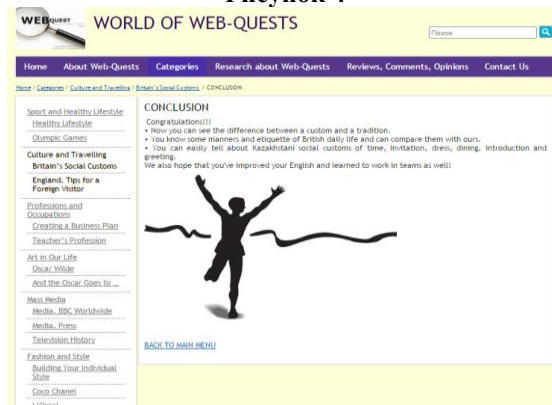 WEBQUEST
WORLD OF WEB-QUESTS
Поиск
Home About Web-Quests Categories Research about Web-Quests Reviews, Comments, Opinions Contact Us
Home / Categories / Culture and Travelling / Britain's Social Customs / CONCLUSION
Sport and Healthy Lifestyle
Healthy Lifestyle
Olympic Games
Culture and Travelling
Britain's Social Customs
England. Tips for a
Foreign Visitor
Professions and
Occupations
Creating a Business Plan
Teacher's Profession
Art in Our Life
Oscar Wilde
And the Oscar Goes to ...
Mass Media
Media. BBC Worldwide
Media. Press
Television History
Fashion and Style
Building Your Individual
Style
Coco Chanel
CONCLUSION
Congratulations!!!
• Now you can see the difference between a custom and a tradition.
• You know some manners and etiquette of British daily life and can compare them with ours.
• You can easily tell about Kazakhstani social customs of time, invitation, dress, dining, introduction and
greeting.
We also hope that you've improved your English and learned to work in teams as well!
BACK TO MAIN MENU